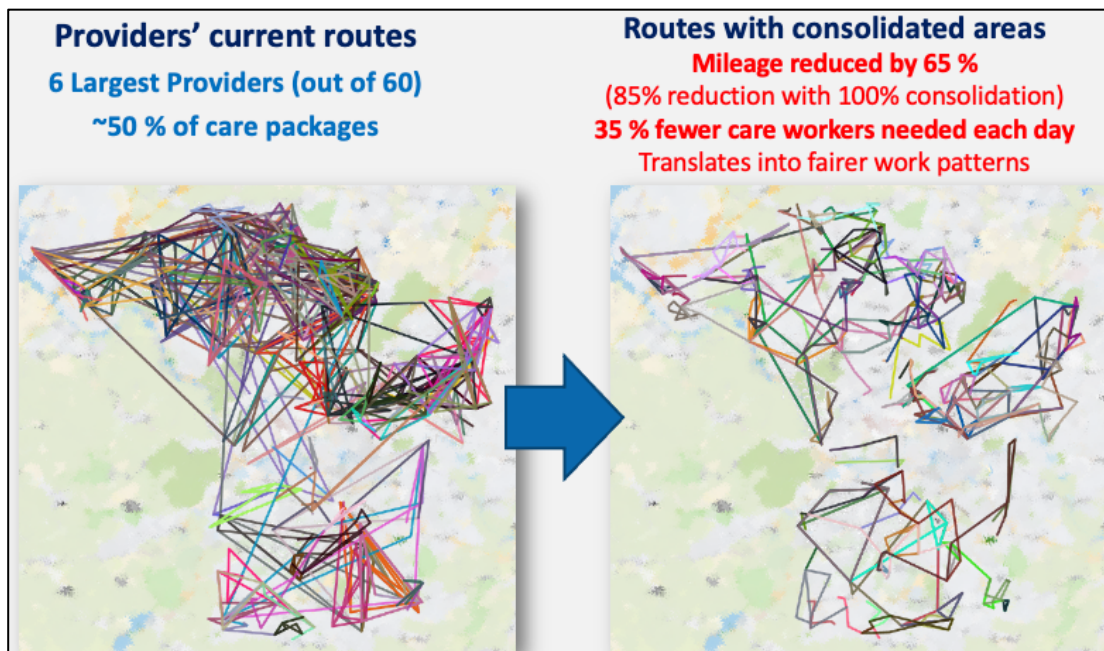 Providers’ current routes
6 Largest Providers (out of 60)
~50 % of care packages
Routes with consolidated areas
Mileage reduced by 65 %
(85% reduction with 100% consolidation)
35 % fewer care workers needed each day
Translates into fairer work patterns